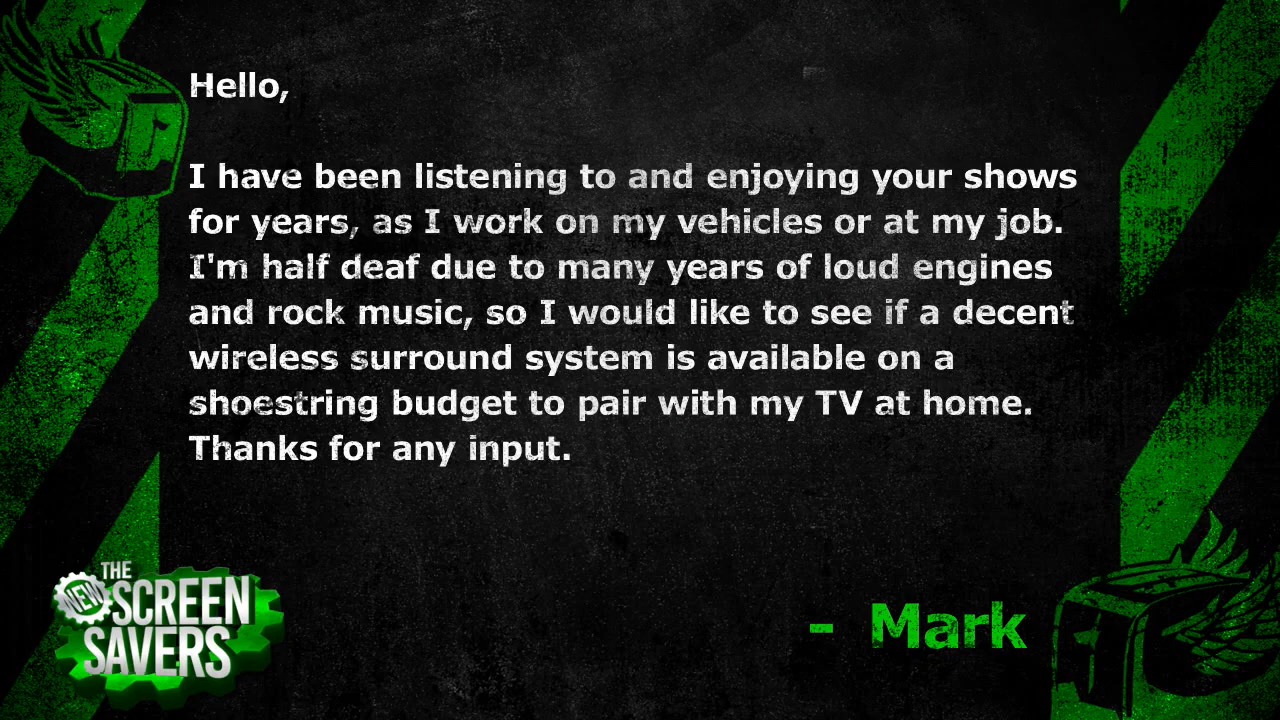 Hello,
I have been listening to and enjoying your shows
for years, as I work on my vehicles or at my job.
I'm half deaf due to many years of loud engines
and rock music, so I would like to see if a decent
wireless surround system is available on a
shoestring budget to pair with my TV at home.
Thanks for any input.
- Mark
THE
NEW SCREEN
SAVERS